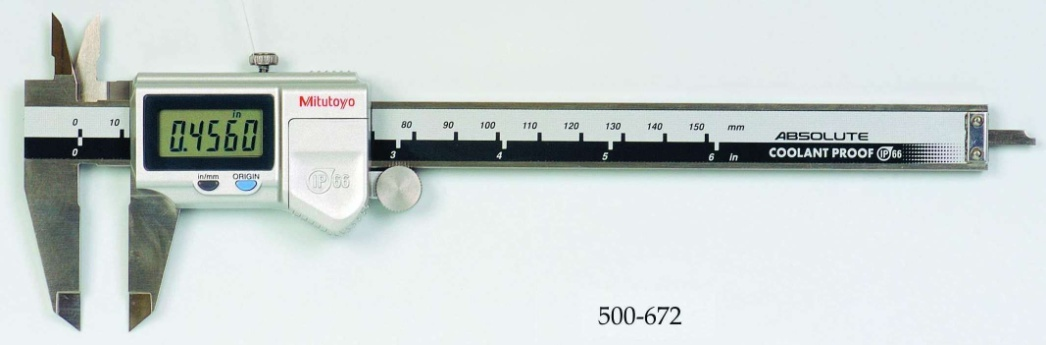 Mitutoyo
in
0.4560
in/mm ORIGIN
IP66
0 10 80 90 100 110 120 130 140 150 mm
0 3 4 5 6 in
ABSOLUTE
COOLANT PROOF IP66
500-672